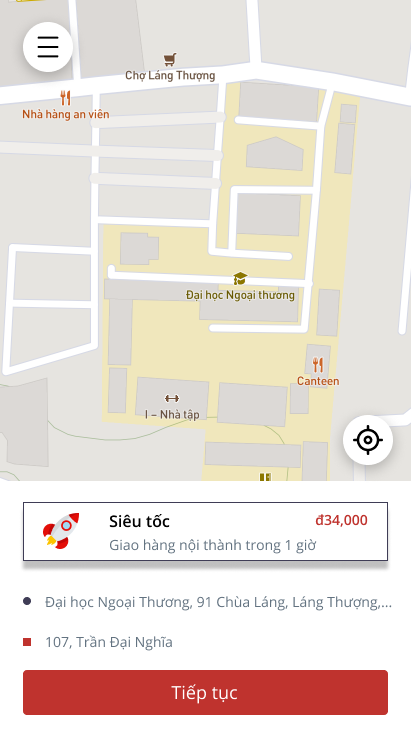 Chợ Láng Thượng
Nhà hàng an viên
Đại học Ngoại thương
Canteen
I – Nhà tập
Siêu tốc
đ34,000
Giao hàng nội thành trong 1 giờ
Đại học Ngoại Thương, 91 Chùa Láng, Láng Thượng,...
107, Trần Đại Nghĩa
Tiếp tục